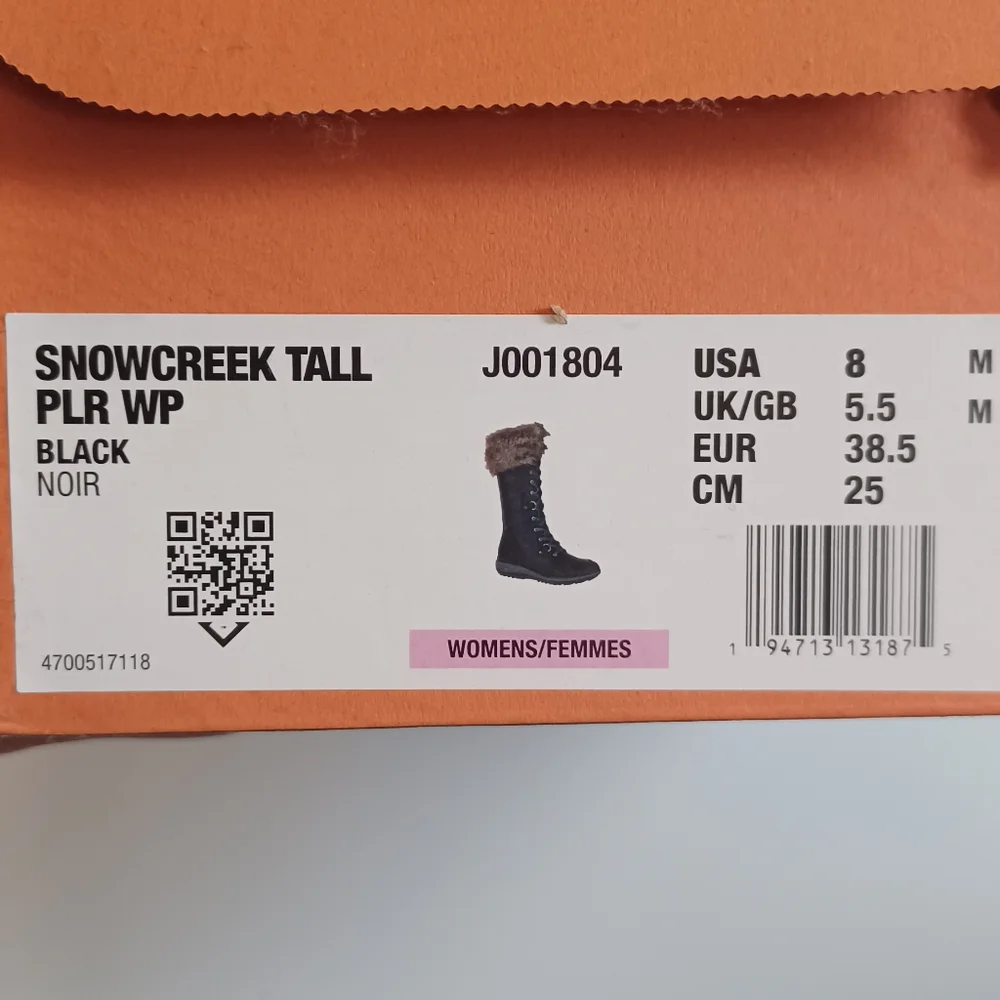 SNOWCREEK TALL
PLR WP
BLACK
NOIR
4700517118
J001804
WOMENS/FEMMES
USA 8 M
UK/GB 5.5 M
EUR 38.5
CM 25
1 94713 13187 5